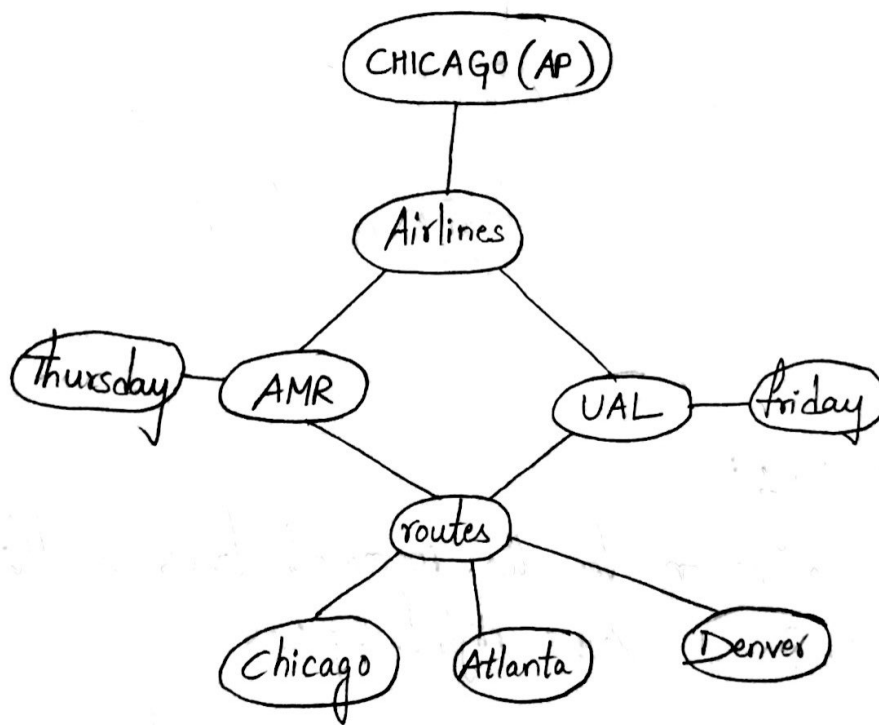 CHICAGO (AP)
Airlines
Thursday
AMR
UAL
friday
routes
Chicago
Atlanta
Denver